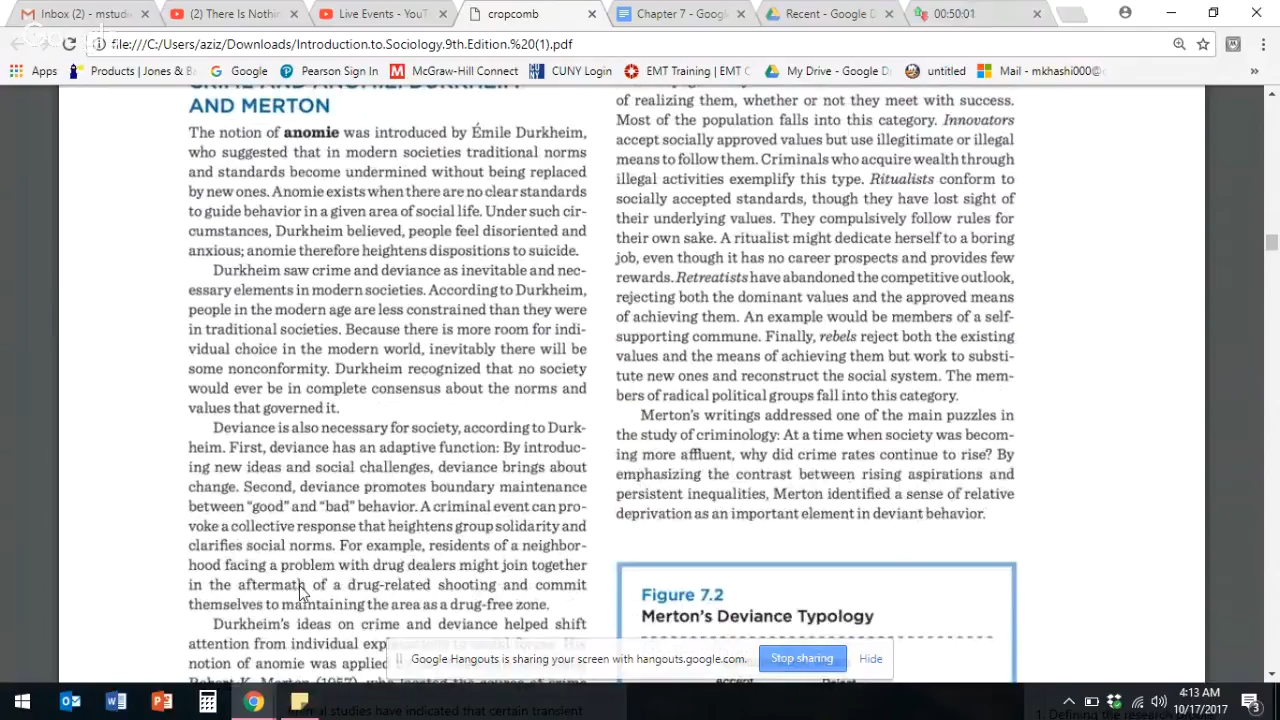 Inbox (2) - mstudie
(2) There Is Nothin
Live Events - YouT
cropcomb
Chapter 7 - Googl
Recent - Google D
00:50:01
file:///C:/Users/aziz/Downloads/Introduction.to.Sociology.9th.Edition.%20(1).pdf
Apps
Products | Jones & B
Google
Pearson Sign In
McGraw-Hill Connect
CUNY Login
EMT Training | EMT C
My Drive - Google D
untitled
Mail - mkhashi000@c
»
AND MERTON
The notion of anomie was introduced by Émile Durkheim,
who suggested that in modern societies traditional norms
and standards become undermined without being replaced
by new ones. Anomie exists when there are no clear standards
to guide behavior in a given area of social life. Under such cir-
cumstances, Durkheim believed, people feel disoriented and
anxious; anomie therefore heightens dispositions to suicide.
Durkheim saw crime and deviance as inevitable and nec-
essary elements in modern societies. According to Durkheim,
people in the modern age are less constrained than they were
in traditional societies. Because there is more room for indi-
vidual choice in the modern world, inevitably there will be
some nonconformity. Durkheim recognized that no society
would ever be in complete consensus about the norms and
values that governed it.
Deviance is also necessary for society, according to Durk-
heim. First, deviance has an adaptive function: By introduc-
ing new ideas and social challenges, deviance brings about
change. Second, deviance promotes boundary maintenance
between “good” and “bad” behavior. A criminal event can pro-
voke a collective response that heightens group solidarity and
clarifies social norms. For example, residents of a neighbor-
hood facing a problem with drug dealers might join together
in the aftermath of a drug-related shooting and commit
themselves to maintaining the area as a drug-free zone.
Durkheim’s ideas on crime and deviance helped shift
attention from individual
notion of anomie was applied
of realizing them, whether or not they meet with success.
Most of the population falls into this category. Innovators
accept socially approved values but use illegitimate or illegal
means to follow them. Criminals who acquire wealth through
illegal activities exemplify this type. Ritualists conform to
socially accepted standards, though they have lost sight of
their underlying values. They compulsively follow rules for
their own sake. A ritualist might dedicate herself to a boring
job, even though it has no career prospects and provides few
rewards. Retreatists have abandoned the competitive outlook,
rejecting both the dominant values and the approved means
of achieving them. An example would be members of a self-
supporting commune. Finally, rebels reject both the existing
values and the means of achieving them but work to substi-
tute new ones and reconstruct the social system. The mem-
bers of radical political groups fall into this category.
Merton’s writings addressed one of the main puzzles in
the study of criminology: At a time when society was becom-
ing more affluent, why did crime rates continue to rise? By
emphasizing the contrast between rising aspirations and
persistent inequalities, Merton identified a sense of relative
deprivation as an important element in deviant behavior.
Figure 7.2
Merton’s Deviance Typology
Google Hangouts is sharing your screen with hangouts.google.com.
Stop sharing
Hide
studies have indicated that certain transient
1. Defining the research
4:13 AM
10/17/2017
3